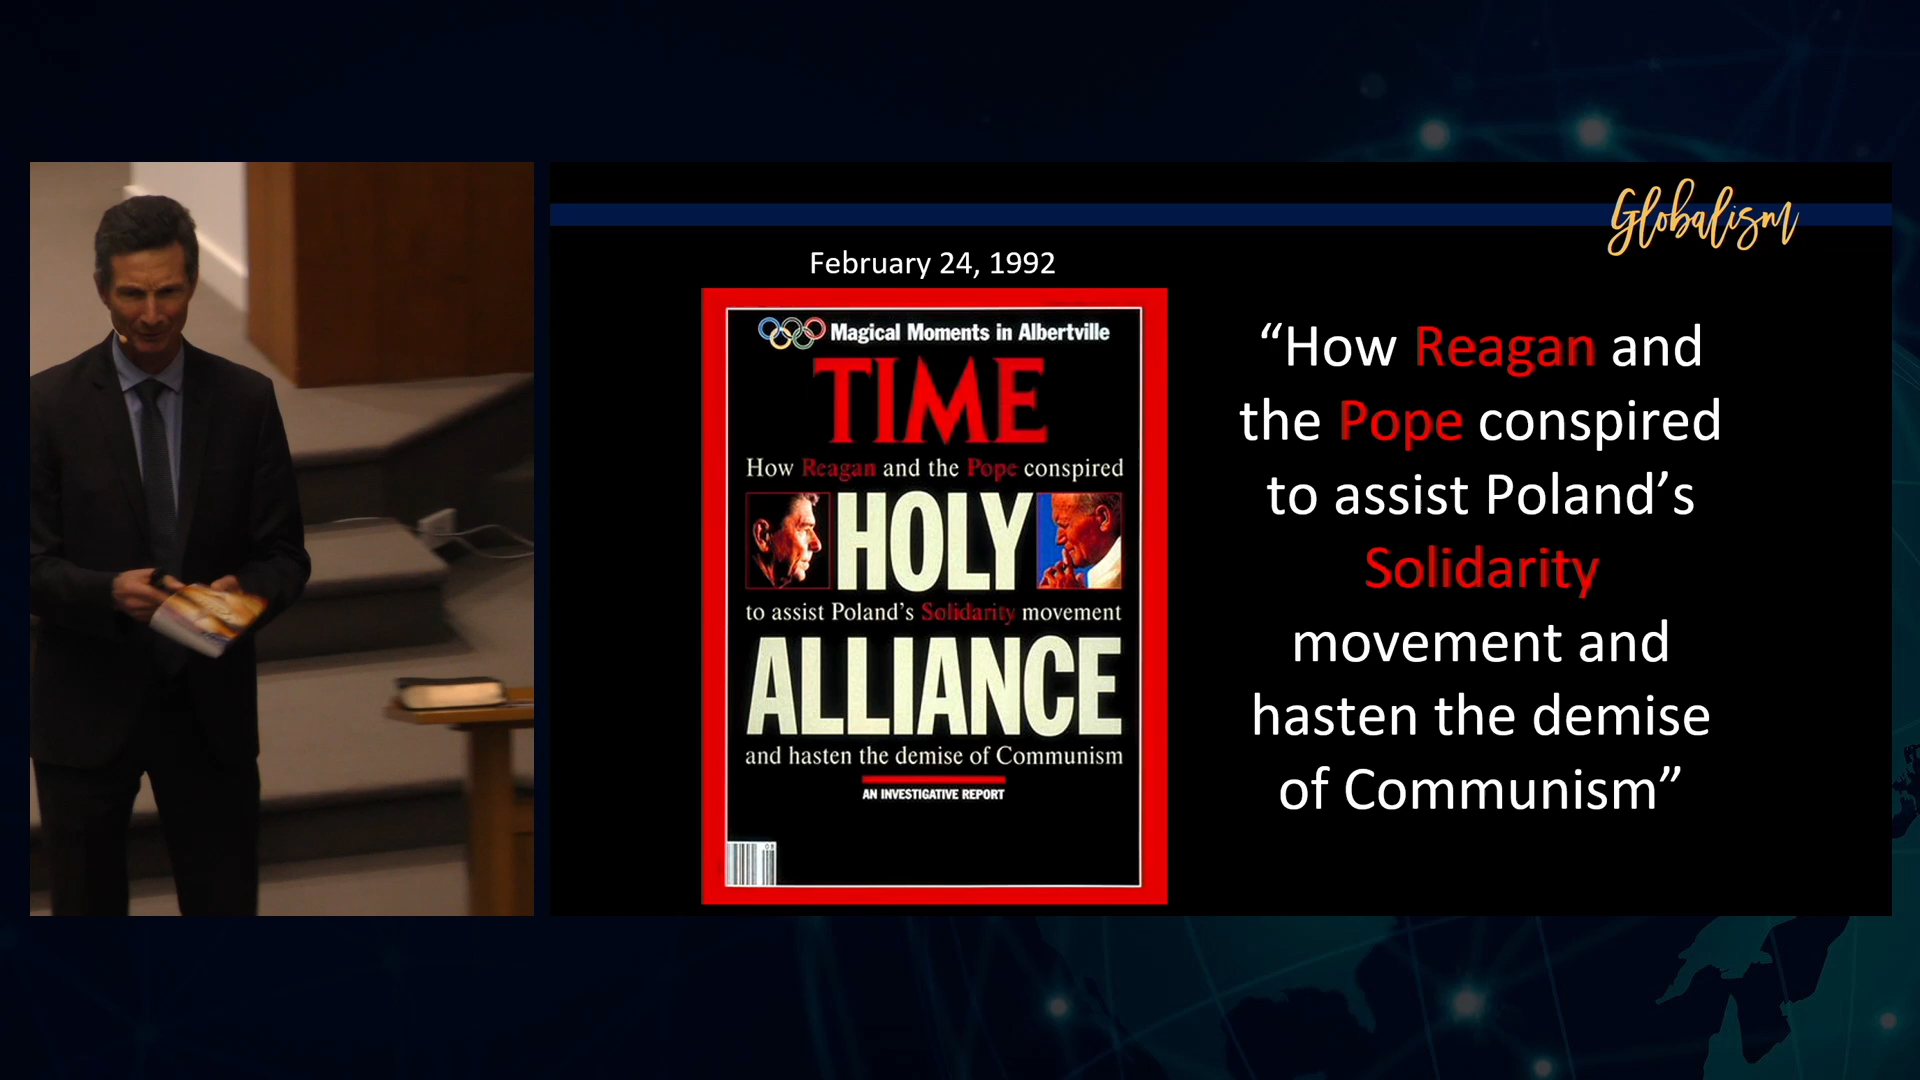 Globalism
February 24, 1992
Magical Moments in Albertville
TIME
How Reagan and the Pope conspired
HOLY
to assist Poland's Solidarity movement
ALLIANCE
and hasten the demise of Communism
AN INVESTIGATIVE REPORT
08
“How Reagan and
the Pope conspired
to assist Poland’s
Solidarity
movement and
hasten the demise
of Communism”